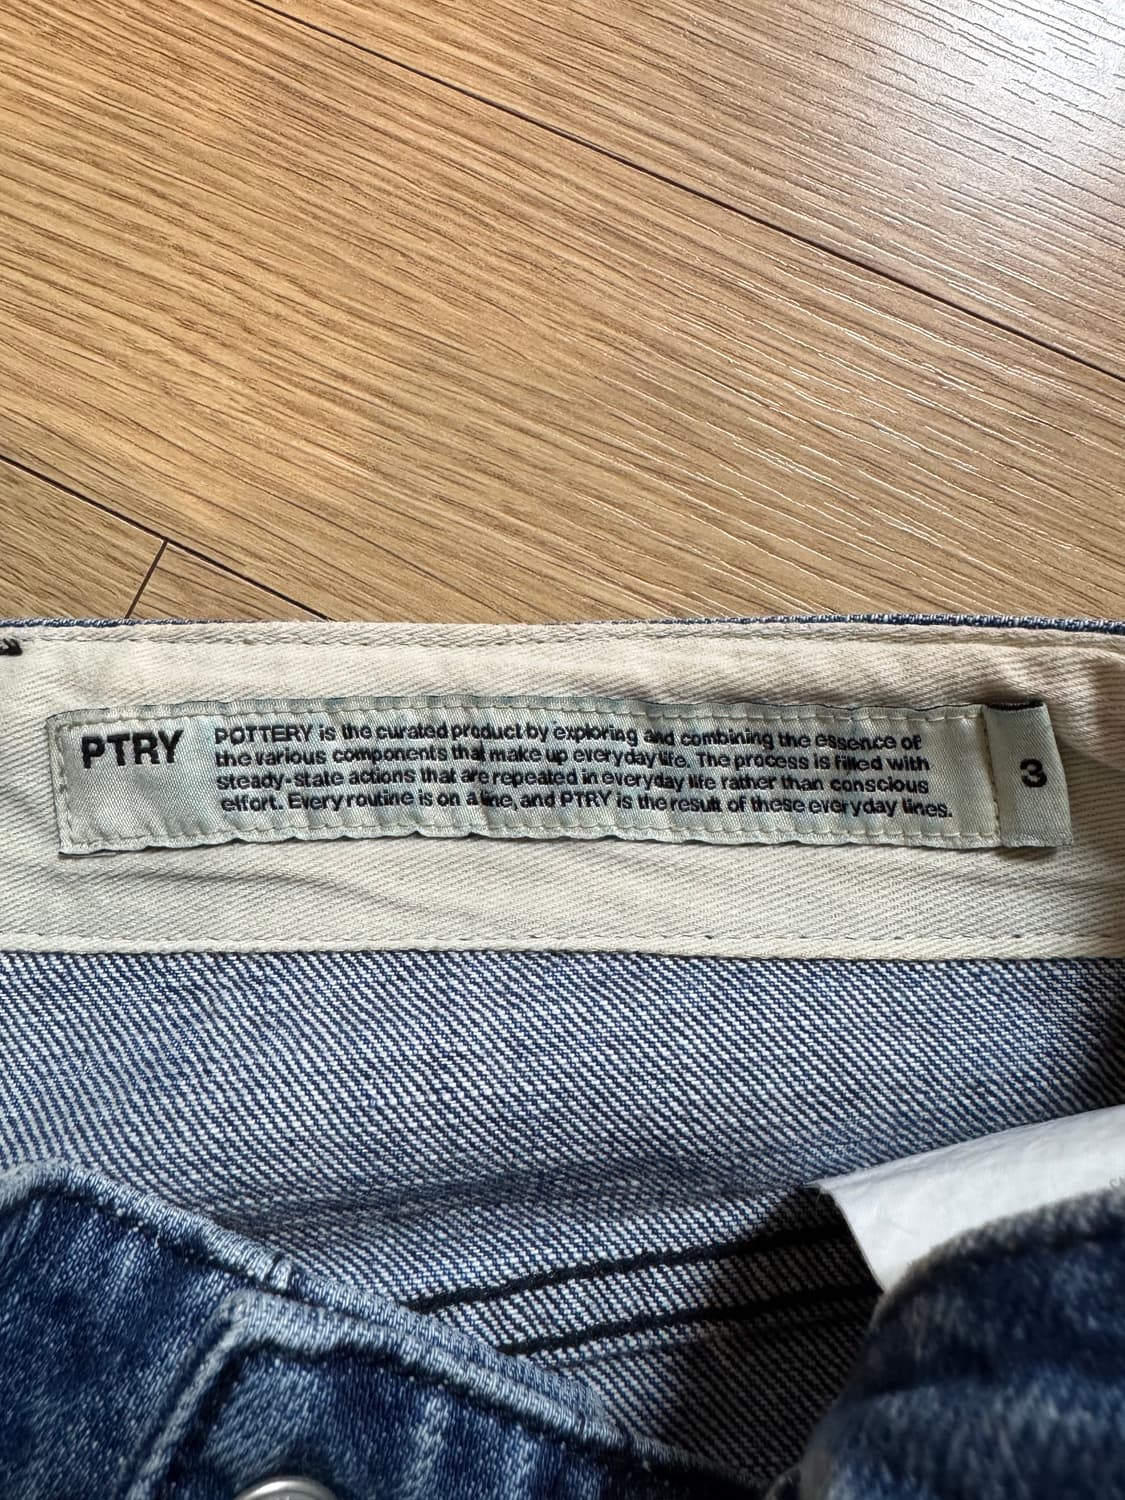 PTRY
POTTERY is the curated product by exploring and combining the essence of
the various components that make up everyday life. The process is filled with
steady-state actions that are repeated in everyday life rather than conscious
effort. Every routine is on a line, and PTRY is the result of these everyday lines.
3